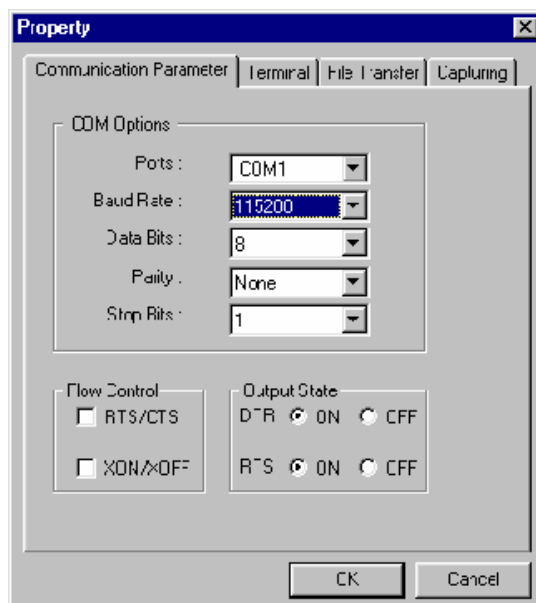 Property
Communication Parameter Terminal File Transfer Capturing
COM Options
Ports : COM1
Baud Rate : 115200
Data Bits : 8
Parity : None
Stop Bits : 1
Flow Control
RTS/CTS
XON/XOFF
Output State
DTR ON OFF
RTS ON OFF
OK Cancel